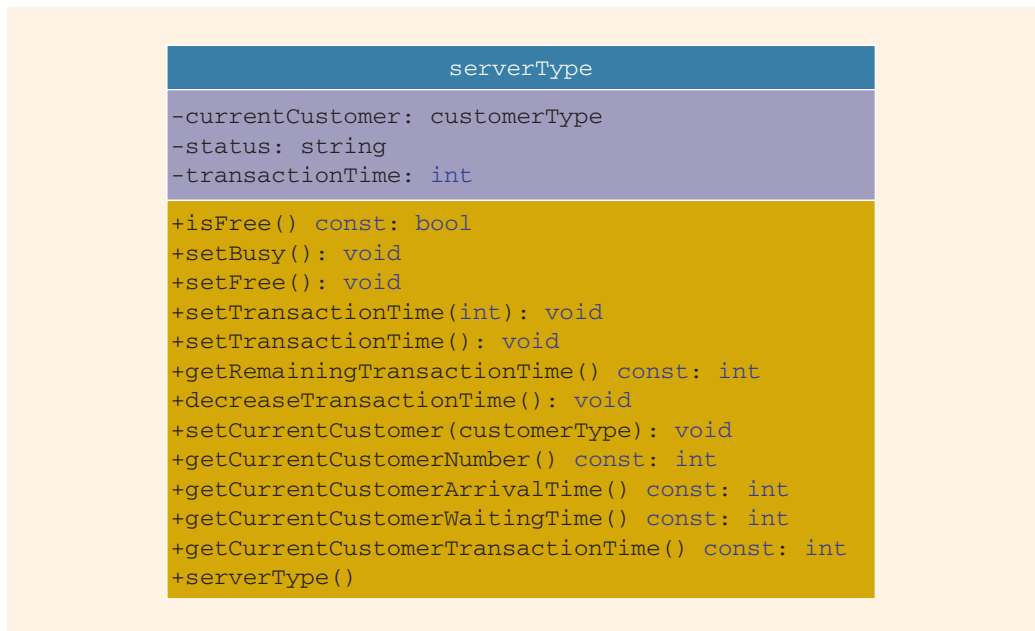 serverType
-currentCustomer: customerType
-status: string
-transactionTime: int
+isFree() const: bool
+setBusy(): void
+setFree(): void
+setTransactionTime(int): void
+setTransactionTime(): void
+getRemainingTransactionTime() const: int
+decreaseTransactionTime(): void
+setCurrentCustomer(customerType): void
+getCurrentCustomerNumber() const: int
+getCurrentCustomerArrivalTime() const: int
+getCurrentCustomerWaitingTime() const: int
+getCurrentCustomerTransactionTime() const: int
+serverType()